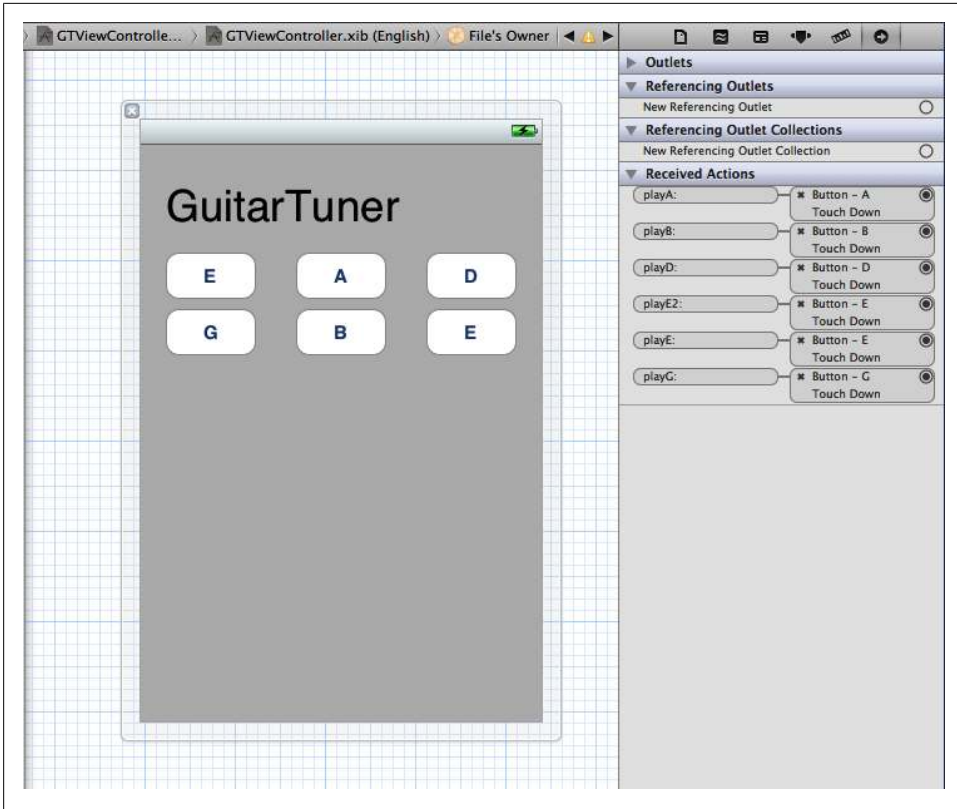 GTViewControlle... GTViewController.xib (English) File's Owner
Outlets
Referencing Outlets
New Referencing Outlet
Referencing Outlet Collections
New Referencing Outlet Collection
Received Actions
playA:
Button - A
Touch Down
playB:
Button - B
Touch Down
playD:
Button - D
Touch Down
playE2:
Button - E
Touch Down
playE:
Button - E
Touch Down
playG:
Button - G
Touch Down
GuitarTuner
E A D
G B E